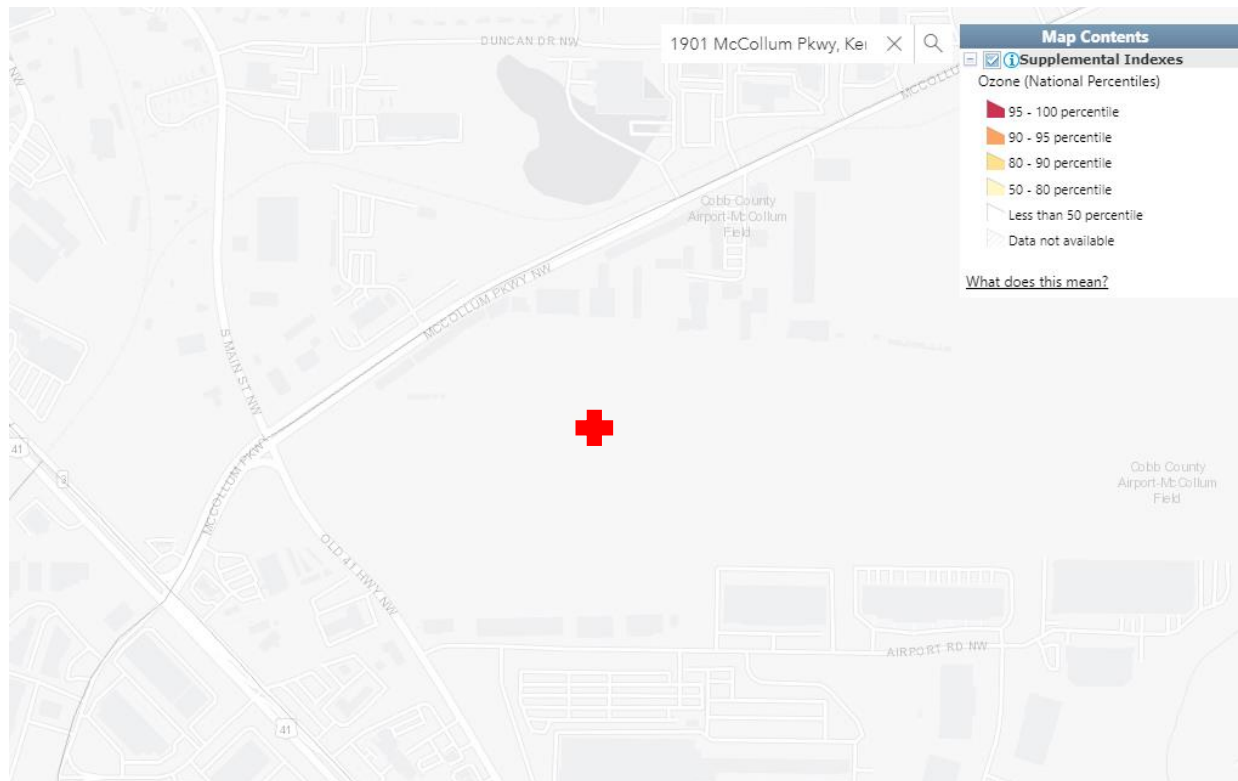 DUNCAN DR NW
1901 McCollum Pkwy, Ke
Map Contents
Supplemental Indexes
Ozone (National Percentiles)
95 - 100 percentile
90 - 95 percentile
80 - 90 percentile
50 - 80 percentile
Less than 50 percentile
Data not available
What does this mean?
MCCOLLUM
Cobb County
Airport-McCollum
Field
MCCOLLUM PKWY NW
S MAIN ST NW
MCCOLLUM PKWY
41
3
Cobb County
Airport-McCollum
Field
OLD 41 HWY NW
AIRPORT RD NW
41